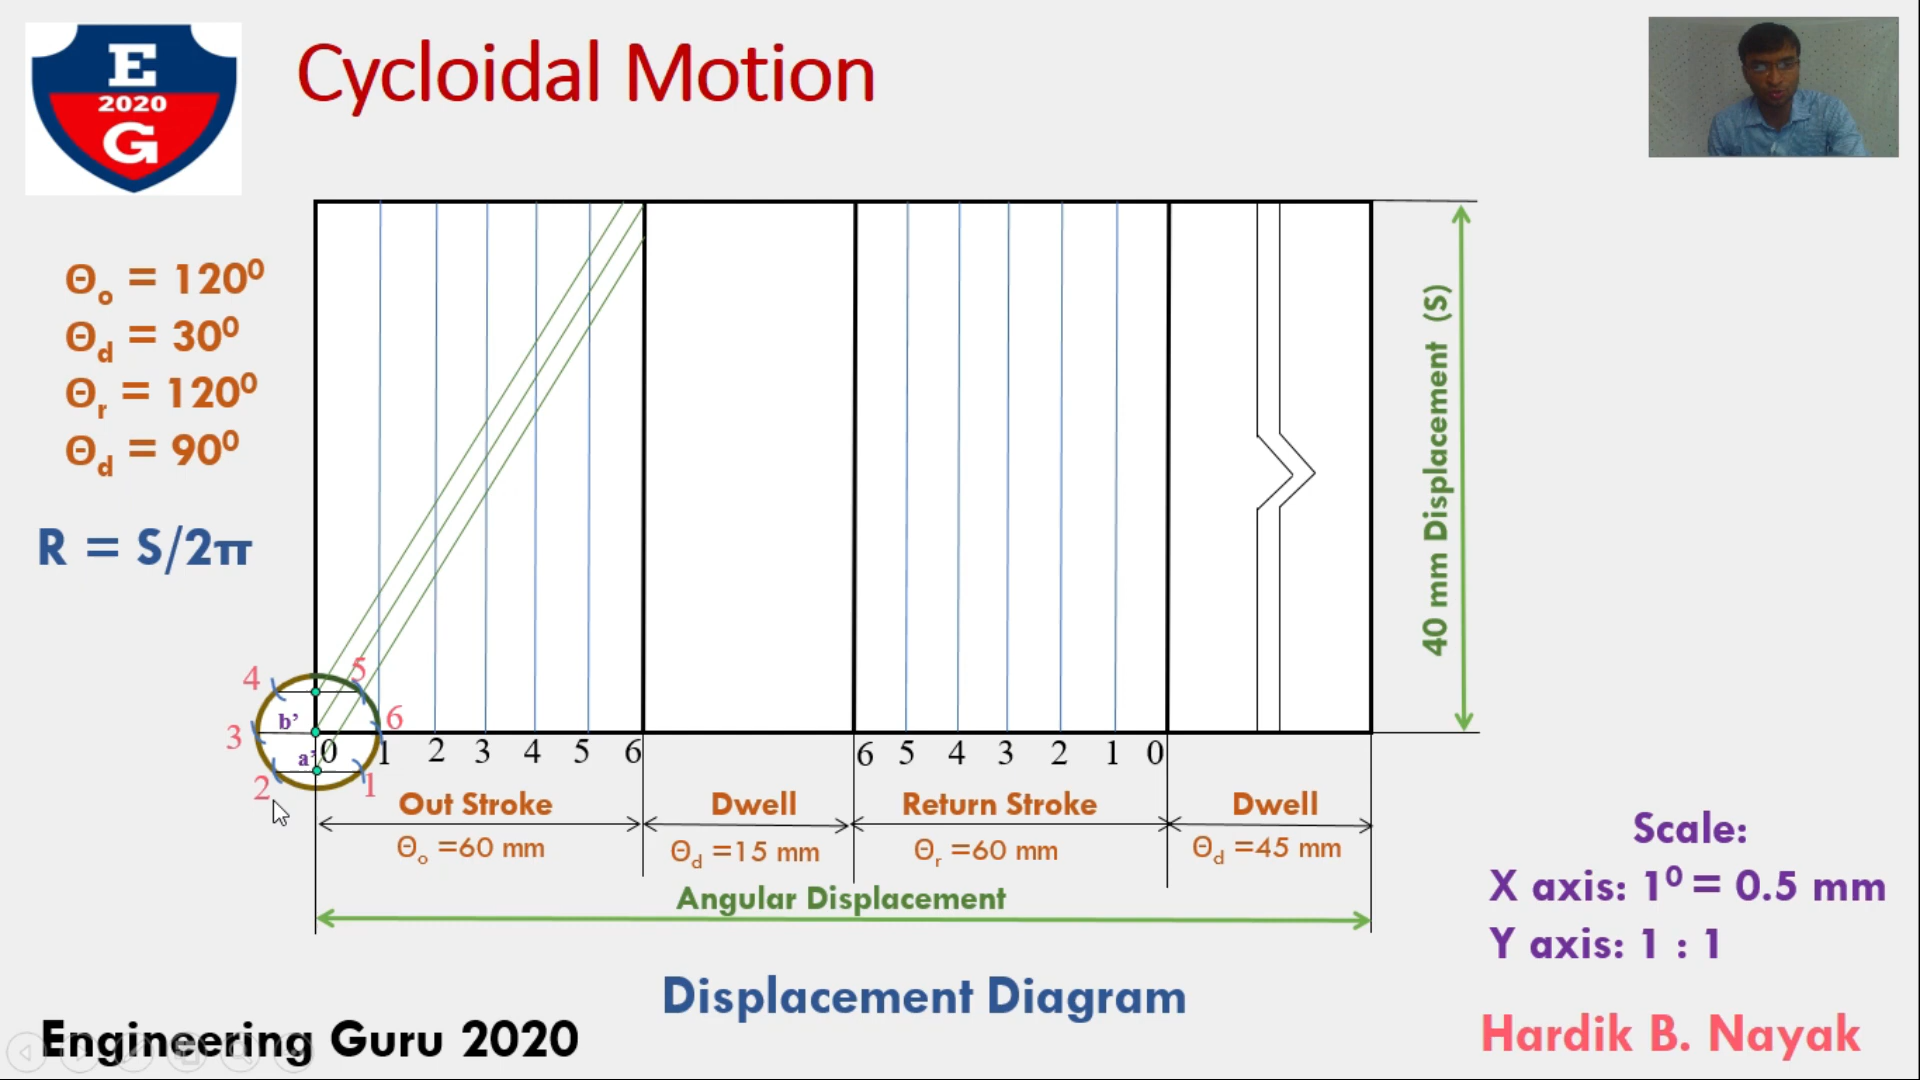 E
2020
G
Cycloidal Motion
Θo = 120⁰
Θd = 30⁰
Θr = 120⁰
Θd = 90⁰
R = S/2π
40 mm Displacement (S)
4
5
b'
6
3
a'
0 1 2 3 4 5 6
6 5 4 3 2 1 0
2
1
Out Stroke
Dwell
Return Stroke
Dwell
Θo =60 mm
Θd =15 mm
Θr =60 mm
Θd =45 mm
Angular Displacement
Scale:
X axis: 1⁰ = 0.5 mm
Y axis: 1 : 1
Displacement Diagram
Engineering Guru 2020
Hardik B. Nayak